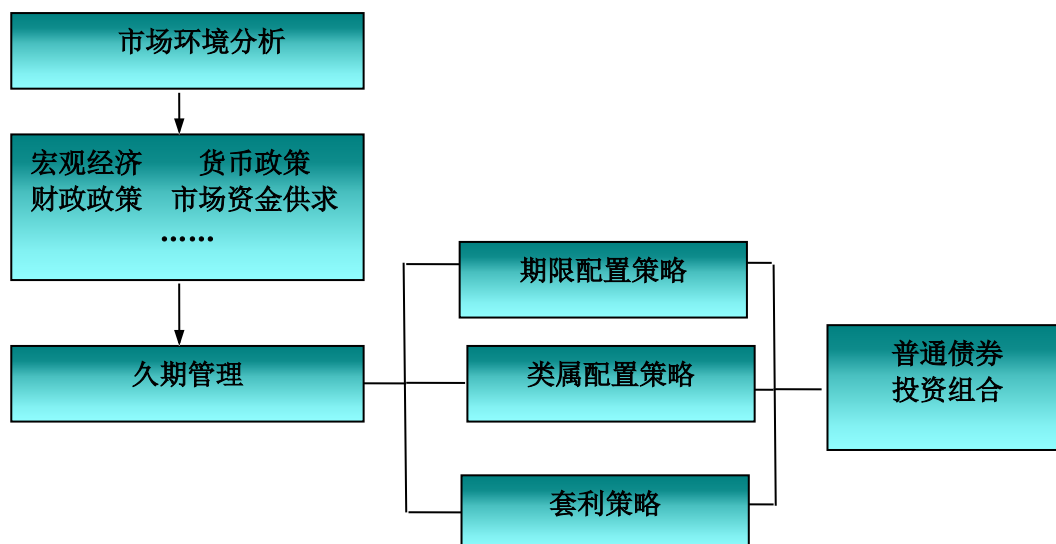 市场环境分析
宏观经济 货币政策
财政政策 市场资金供求
……
久期管理
期限配置策略
类属配置策略
套利策略
普通债券
投资组合